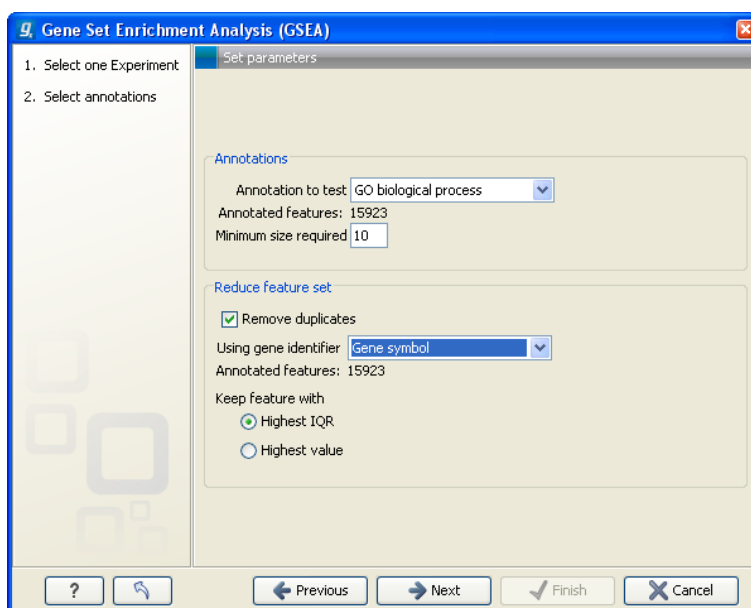 Gene Set Enrichment Analysis (GSEA)
1. Select one Experiment
2. Select annotations
Set parameters
Annotations
Annotation to test GO biological process
Annotated features: 15923
Minimum size required 10
Reduce feature set
Remove duplicates
Using gene identifier Gene symbol
Annotated features: 15923
Keep feature with
Highest IQR
Highest value
? Previous Next Finish Cancel